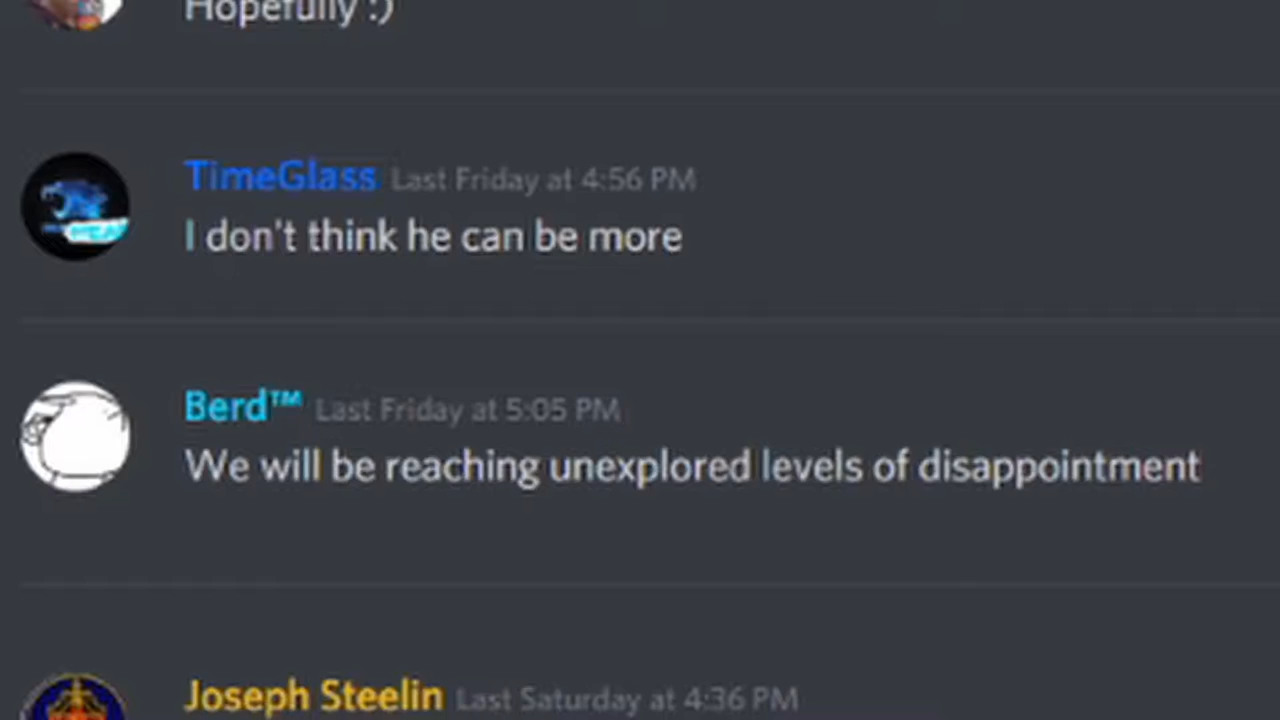 Hopefully :)
TimeGlass Last Friday at 4:56 PM
I don't think he can be more
Berd™ Last Friday at 5:05 PM
We will be reaching unexplored levels of disappointment
Joseph Steelin Last Saturday at 4:36 PM